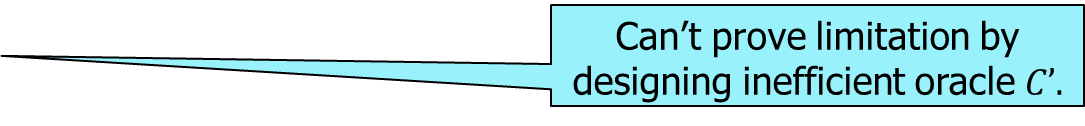 Can’t prove limitation by
designing inefficient oracle C’.